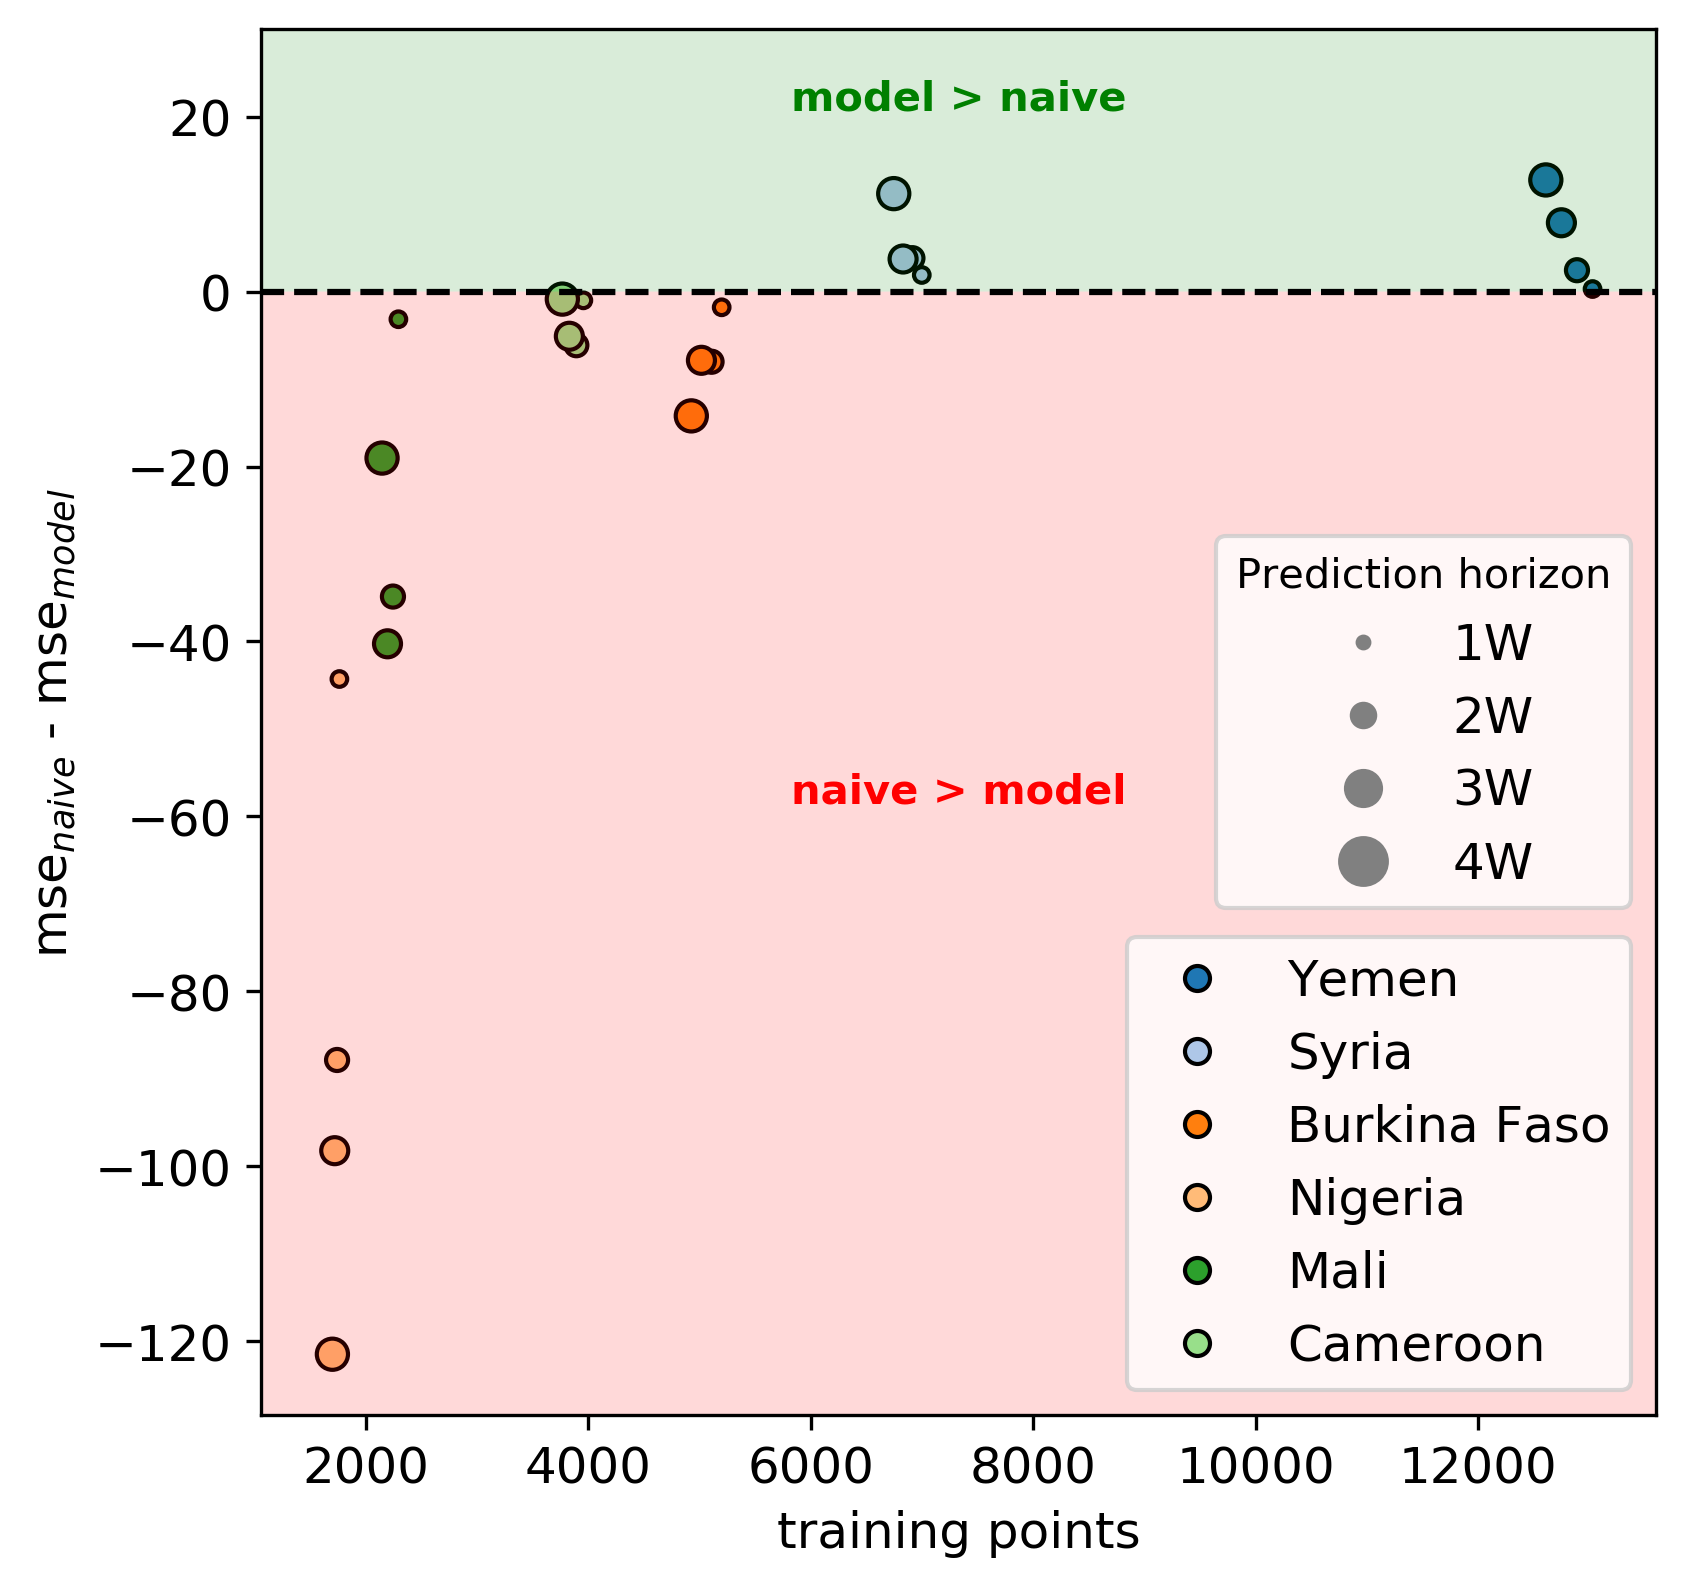 model > naive
20
0
−20
−40
−60
−80
−100
−120
mse_naive - mse_model
naive > model
Prediction horizon
1W
2W
3W
4W
Yemen
Syria
Burkina Faso
Nigeria
Mali
Cameroon
2000 4000 6000 8000 10000 12000
training points